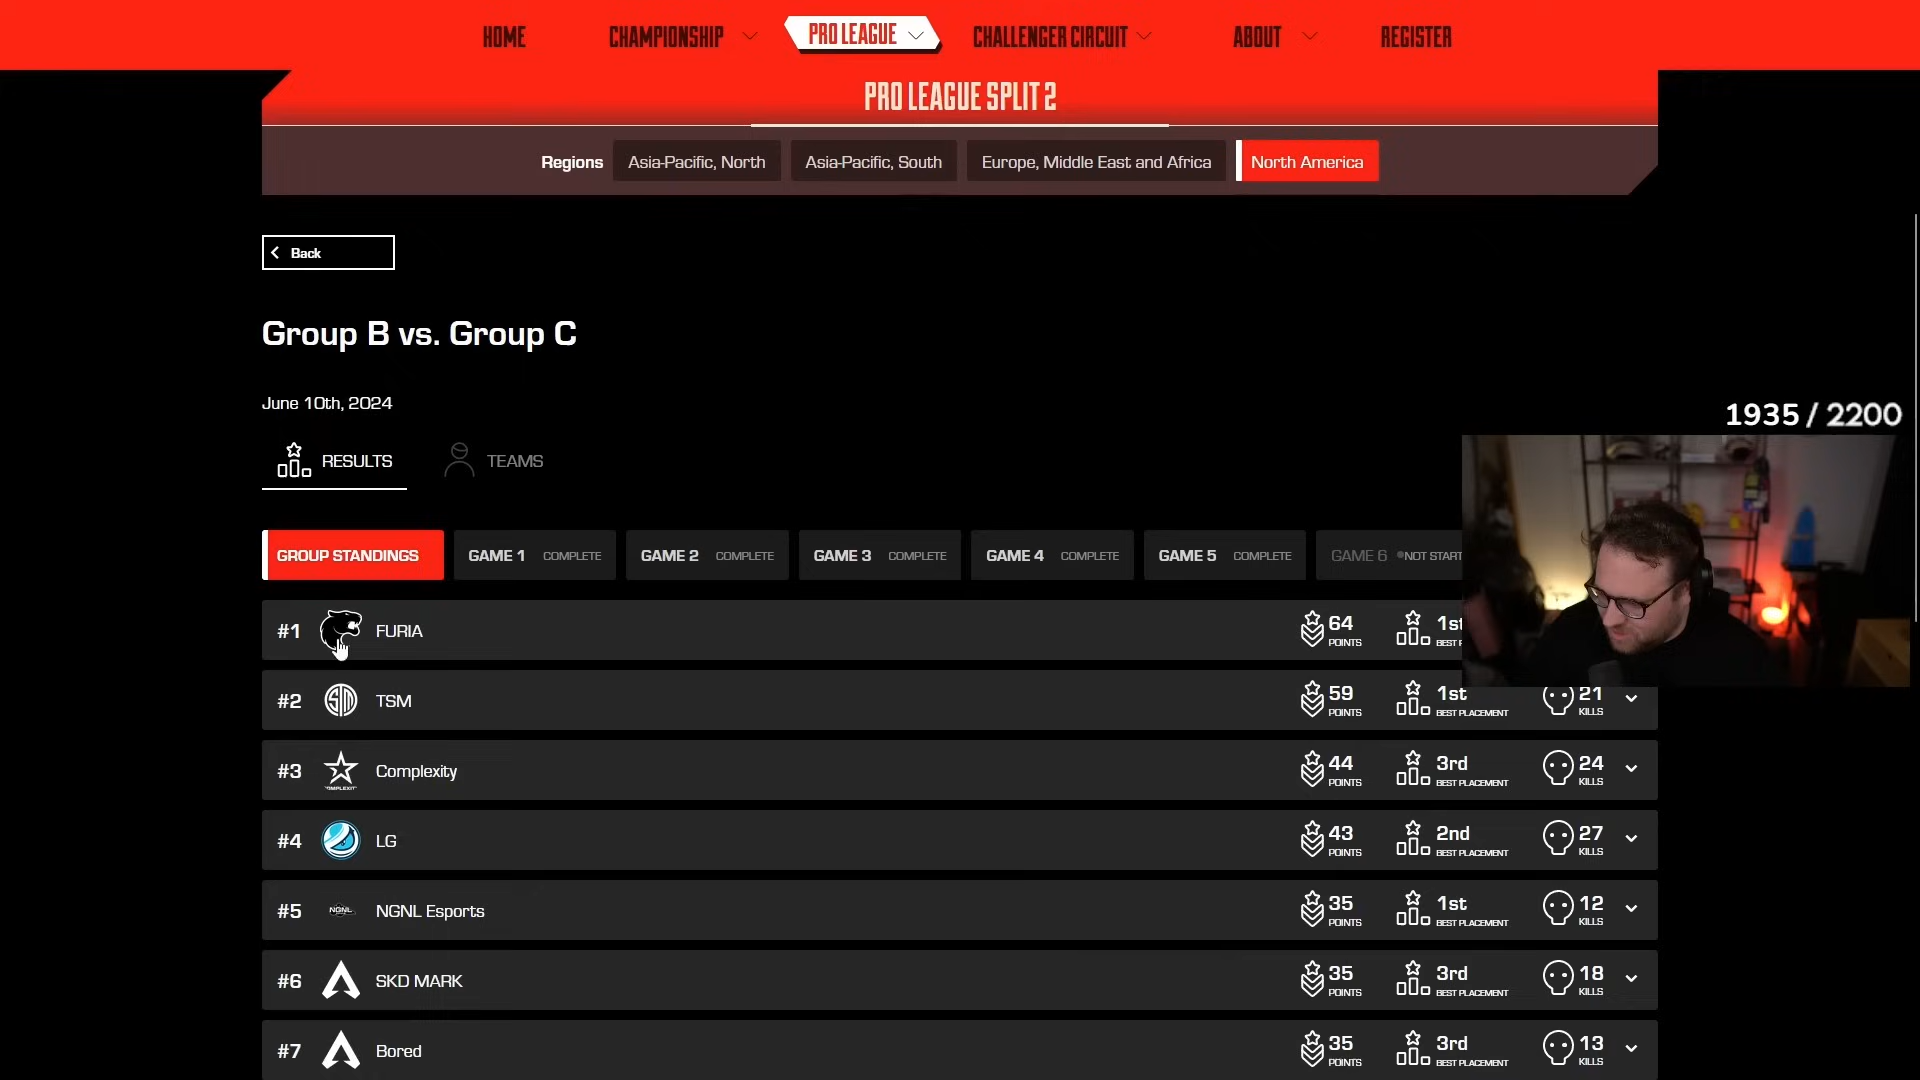 HOME CHAMPIONSHIP PRO LEAGUE CHALLENGER CIRCUIT ABOUT REGISTER
PRO LEAGUE SPLIT 2
Regions Asia-Pacific, North Asia-Pacific, South Europe, Middle East and Africa North America
Back
Group B vs. Group C
June 10th, 2024
1935 / 2200
RESULTS TEAMS
GROUP STANDINGS GAME 1 COMPLETE GAME 2 COMPLETE GAME 3 COMPLETE GAME 4 COMPLETE GAME 5 COMPLETE GAME 6 NOT START
#1 FURIA 64 POINTS 1st BEST P
#2 TSM 59 POINTS 1st BEST PLACEMENT 21 KILLS
#3 COMPLEXITY Complexity 44 POINTS 3rd BEST PLACEMENT 24 KILLS
#4 LG 43 POINTS 2nd BEST PLACEMENT 27 KILLS
#5 NGNL NGNL Esports 35 POINTS 1st BEST PLACEMENT 12 KILLS
#6 SKD MARK 35 POINTS 3rd BEST PLACEMENT 18 KILLS
#7 Bored 35 POINTS 3rd BEST PLACEMENT 13 KILLS